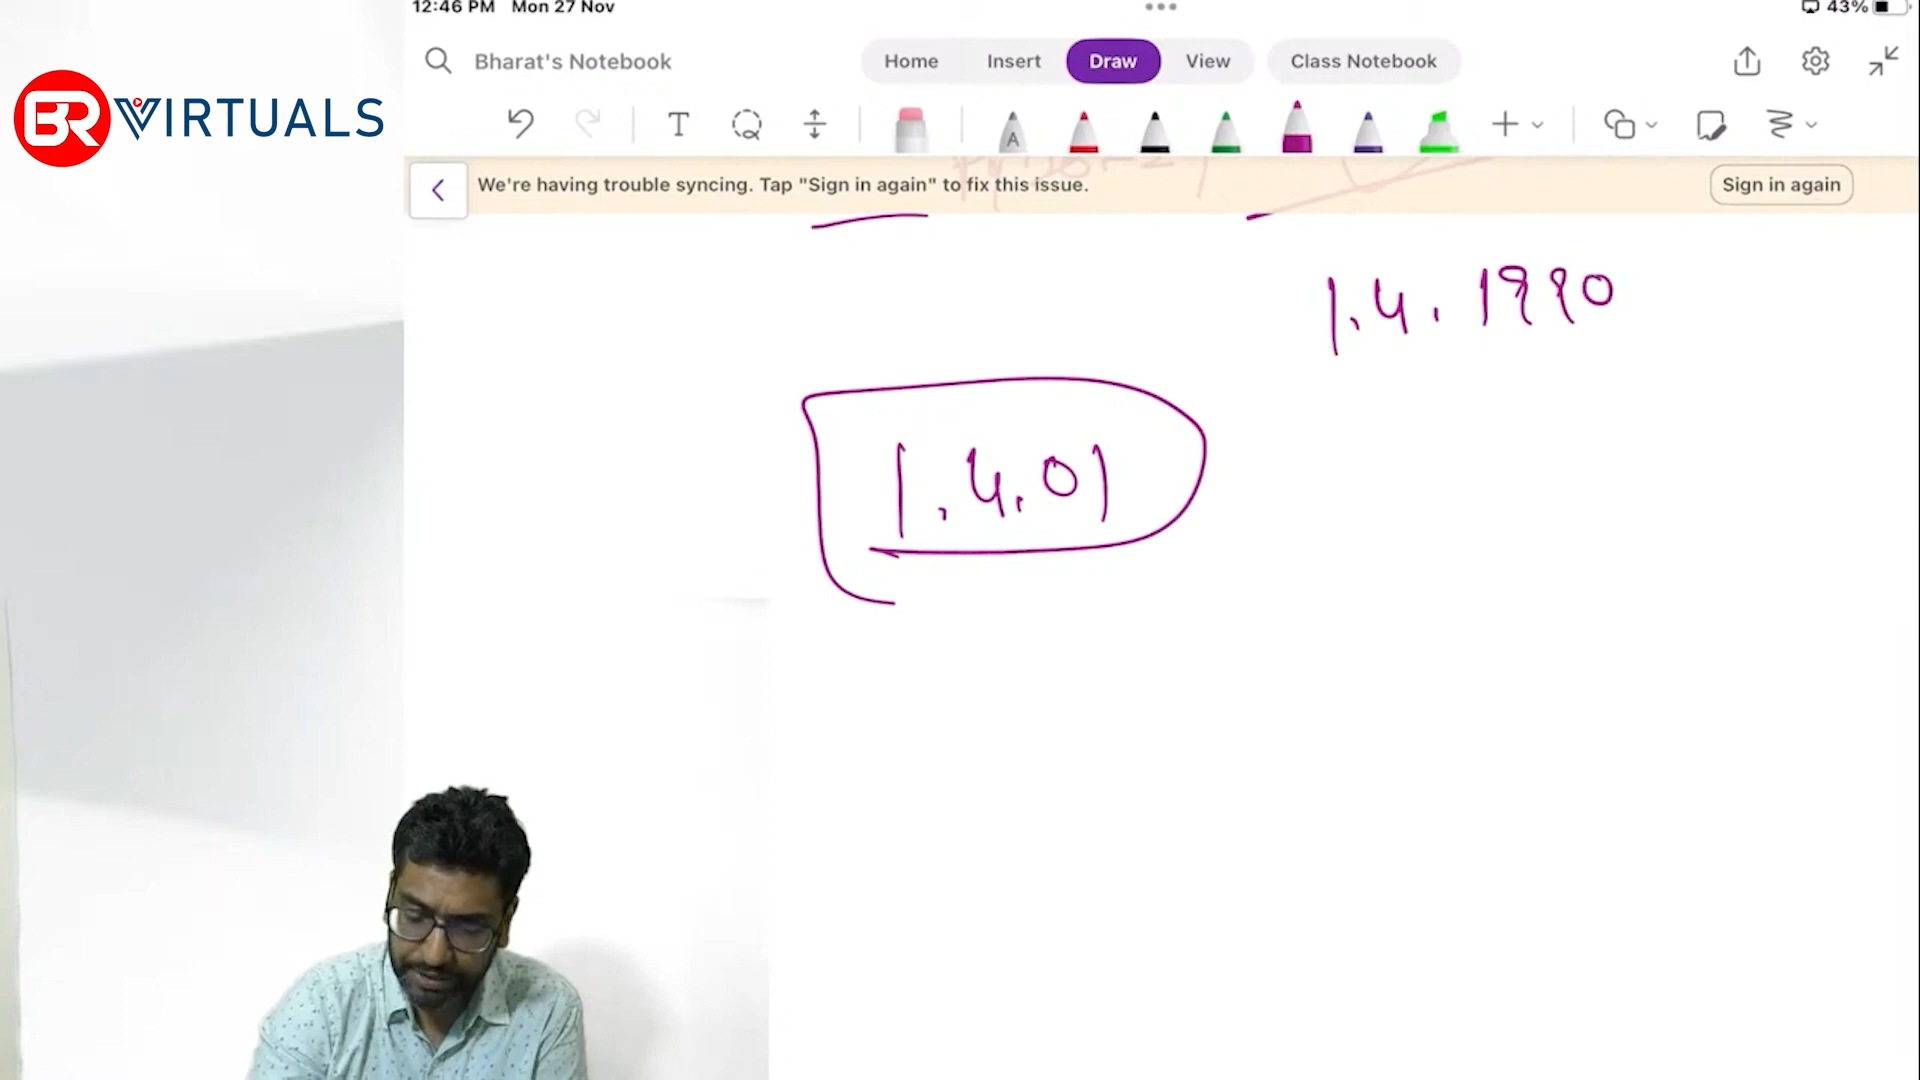 12:46 PM Mon 27 Nov
43%
BR VIRTUALS
Bharat's Notebook
Home Insert Draw View Class Notebook
T
A
We're having trouble syncing. Tap "Sign in again" to fix this issue.
Sign in again
1.4.1990
1.4.01